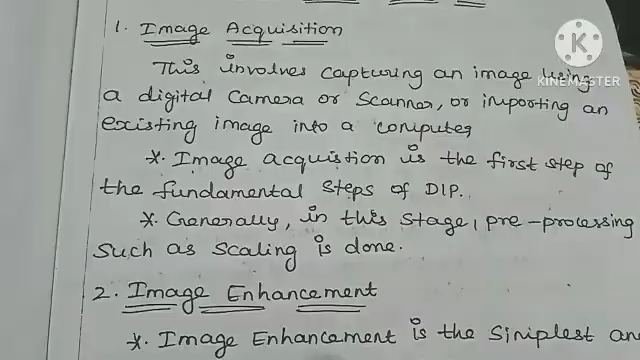 1. Image Acquisition
This involves capturing an image using
a digital camera or scanner, or importing an
existing image into a computer,
*. Image acquistion is the first step of
the fundamental steps of DIP.
*. Generally, in this stage, pre-processing
such as scaling is done.
2. Image Enhancement
*. Image Enhancement is the simplest and
KINEMASTER